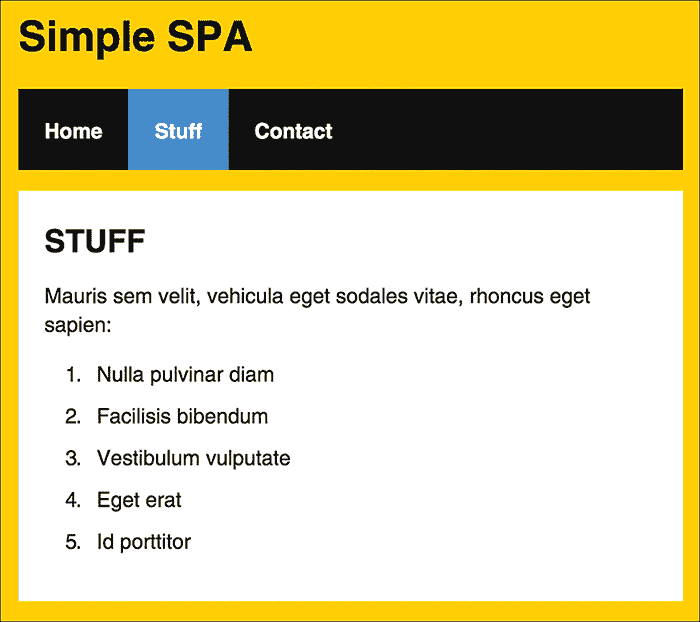 Simple SPA
Home Stuff Contact
STUFF
Mauris sem velit, vehicula eget sodales vitae, rhoncus eget
sapien:
1. Nulla pulvinar diam
2. Facilisis bibendum
3. Vestibulum vulputate
4. Eget erat
5. Id porttitor